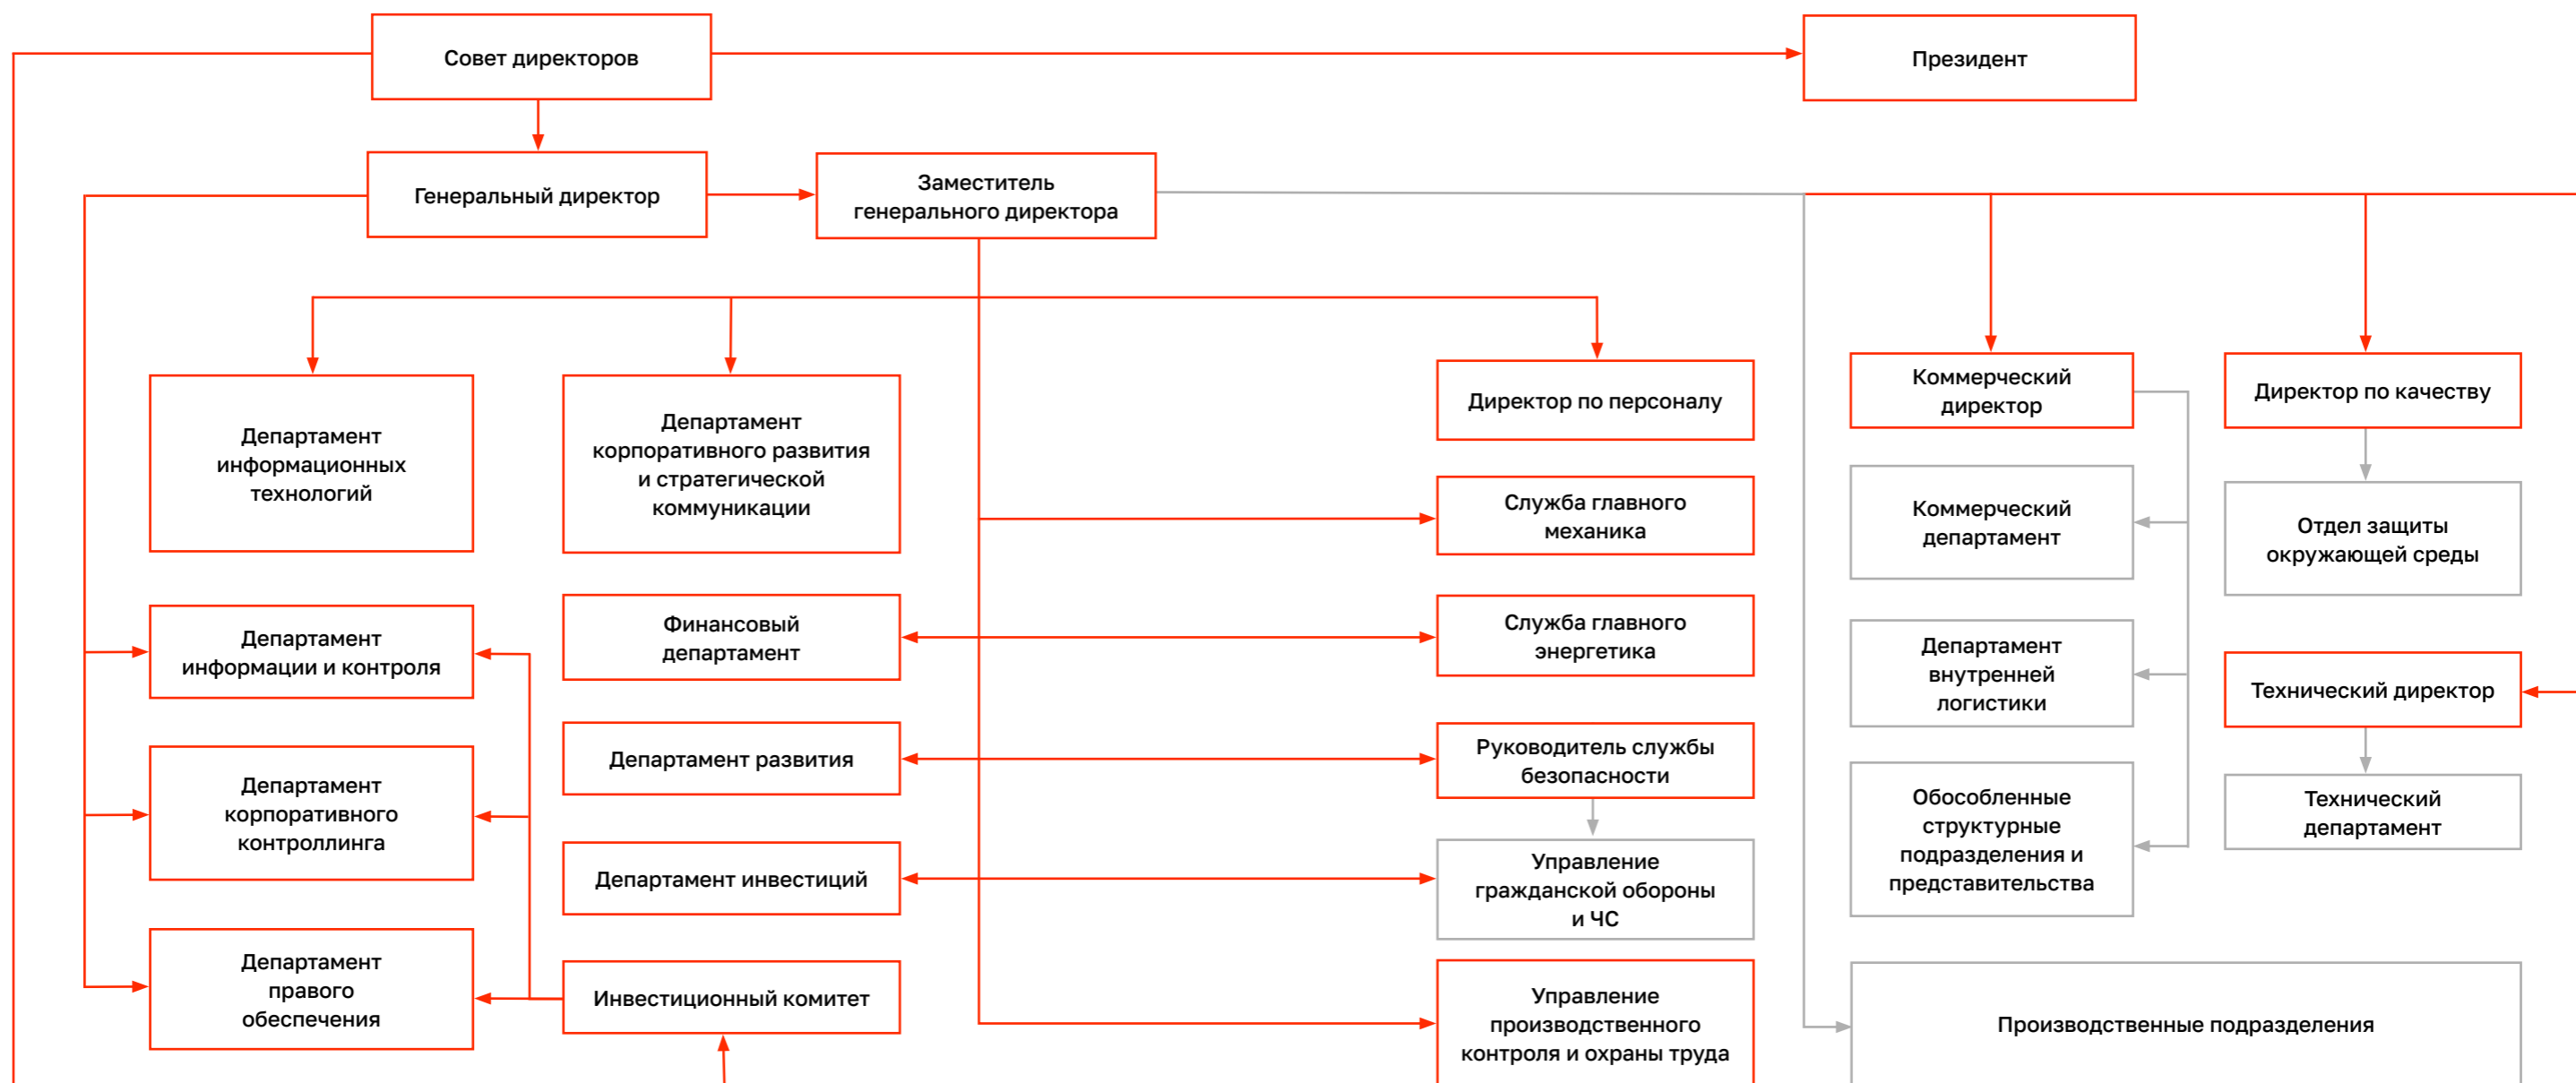 Совет директоров
Президент
Генеральный директор
Заместитель
генерального директора
Департамент
информационных
технологий
Департамент
корпоративного развития
и стратегической
коммуникации
Директор по персоналу
Коммерческий
директор
Директор по качеству
Служба главного
механика
Коммерческий
департамент
Отдел защиты
окружающей среды
Департамент
информации и контроля
Финансовый
департамент
Служба главного
энергетика
Департамент
внутренней
логистики
Технический директор
Департамент
корпоративного
контроллинга
Департамент развития
Руководитель службы
безопасности
Обособленные
структурные
подразделения и
представительства
Технический
департамент
Департамент инвестиций
Управление
гражданской обороны
и ЧС
Департамент
правого
обеспечения
Инвестиционный комитет
Управление
производственного
контроля и охраны труда
Производственные подразделения